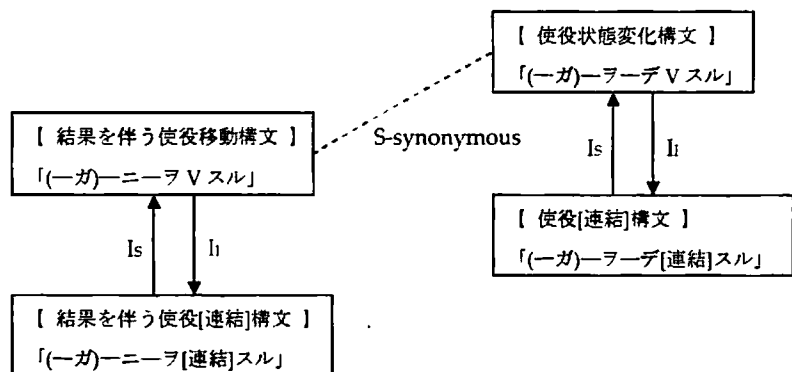 【 使役状態変化構文 】
「(―ガ)―ヲ―デ V スル」
【 結果を伴う使役移動構文 】
「(―ガ)―ニ―ヲ V スル」
S-synonymous
Is
Il
【 使役[連結]構文 】
「(―ガ)―ヲ―デ[連結]スル」
Is
Il
【 結果を伴う使役[連結]構文 】
「(―ガ)―ニ―ヲ[連結]スル」